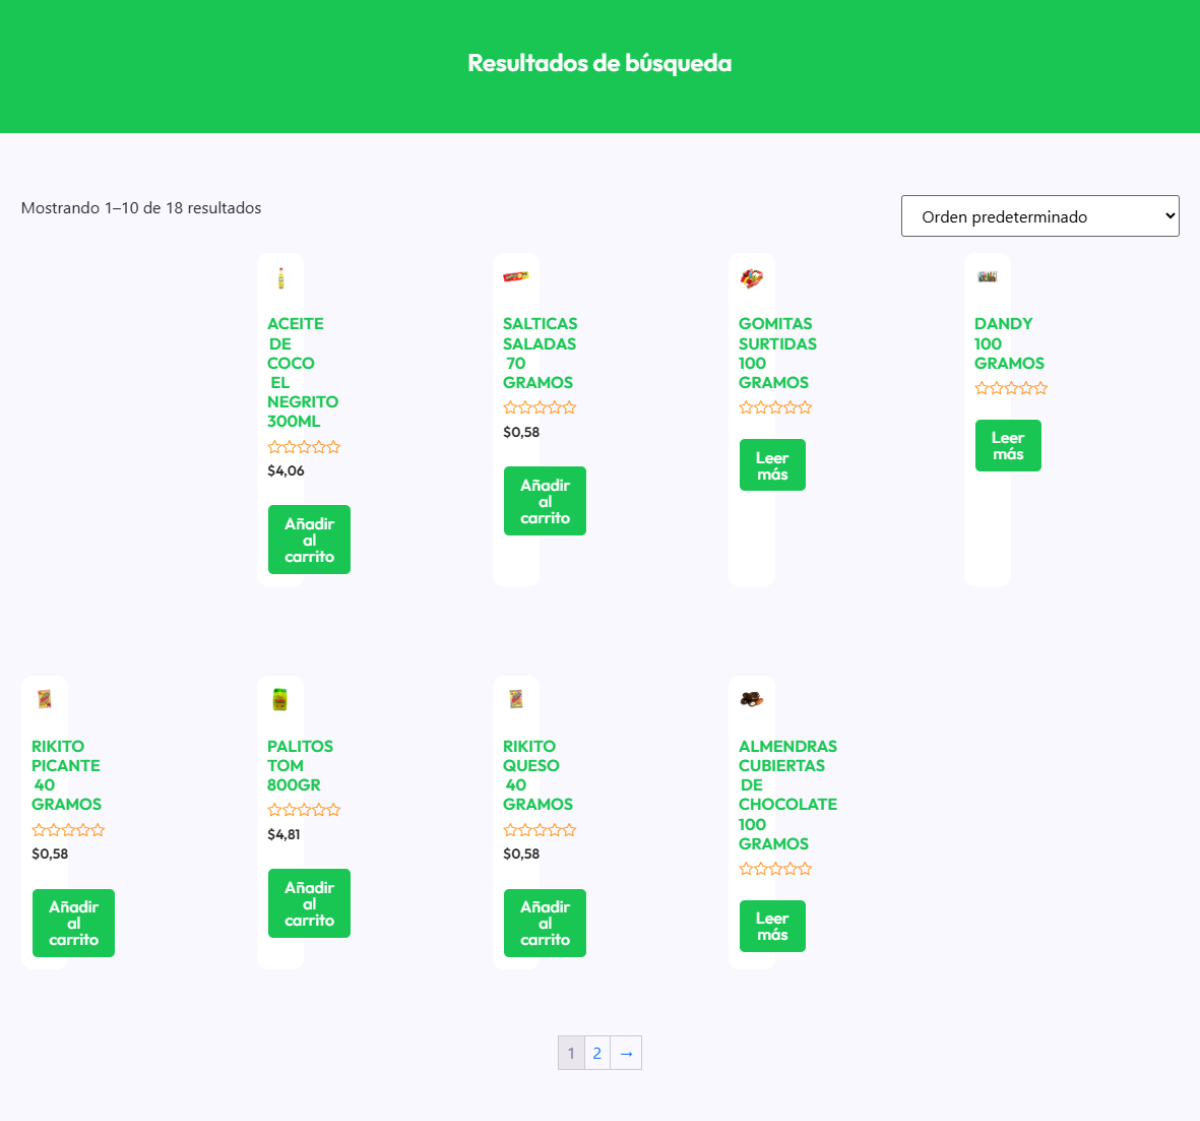 Resultados de búsqueda
Mostrando 1–10 de 18 resultados
Orden predeterminado
ACEITE
DE
COCO
EL
NEGRITO
300ML
$4,06
Añadir
al
carrito
SALTICAS
SALADAS
70
GRAMOS
$0,58
Añadir
al
carrito
GOMITAS
SURTIDAS
100
GRAMOS
Leer
más
DANDY
100
GRAMOS
Leer
más
RIKITO
PICANTE
40
GRAMOS
$0,58
Añadir
al
carrito
PALITOS
TOM
800GR
$4,81
Añadir
al
carrito
RIKITO
QUESO
40
GRAMOS
$0,58
Añadir
al
carrito
ALMENDRAS
CUBIERTAS
DE
CHOCOLATE
100
GRAMOS
Leer
más
1 2 →